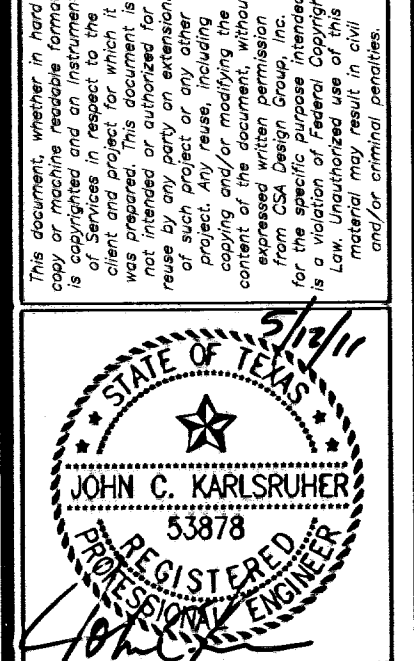 This document, whether in hard
copy or machine readable format
is copyrighted and an Instrument
of Services in respect to the
client and project for which it
was prepared. This document is
not intended or authorized for
reuse by any party on extensions
of such project or any other
project. Any reuse, including
copying and/or modifying the
content of the document, without
expressed written permission
from CSA Design Group, Inc.
for the specific purpose intended
is a violation of Federal Copyright
Law. Unauthorized use of this
material may result in civil
and/or criminal penalties.
5/12/11
STATE OF TEXAS
JOHN C. KARLSRUHER
53878
REGISTERED
PROFESSIONAL ENGINEER